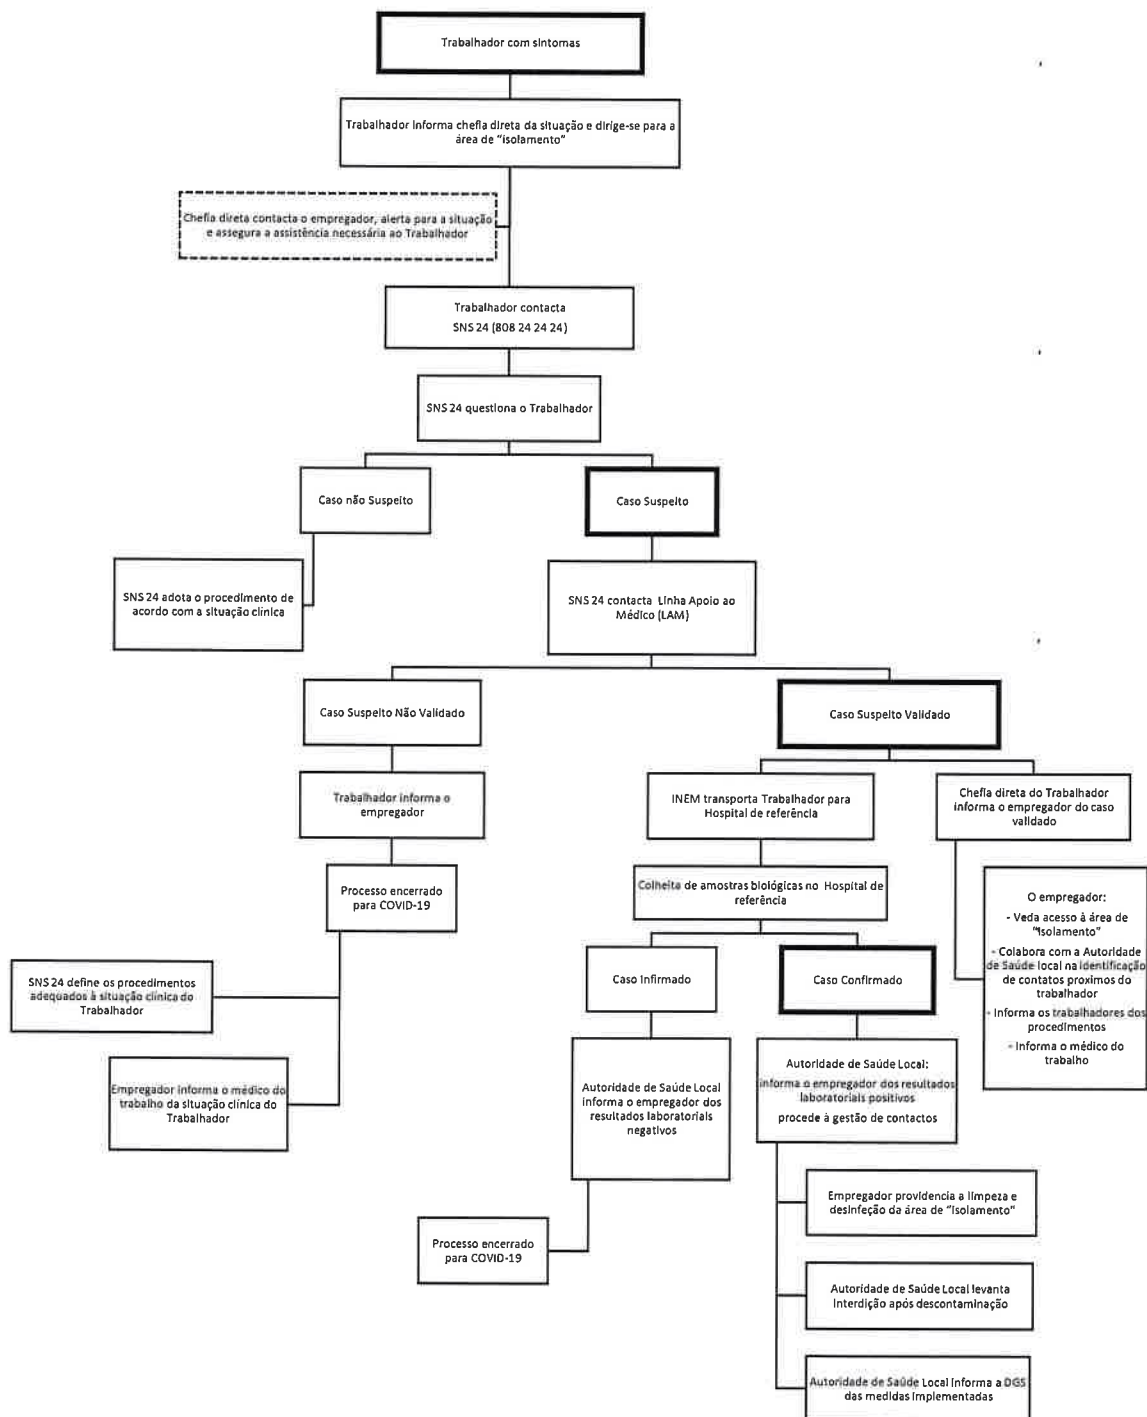 Trabalhador com sintomas
Trabalhador informa chefia direta da situação e dirige-se para a
área de "isolamento"
Chefia direta contacta o empregador, alerta para a situação
e assegura a assistência necessária ao Trabalhador
Trabalhador contacta
SNS 24 (808 24 24 24)
SNS 24 questiona o Trabalhador
Caso não Suspeito
Caso Suspeito
SNS 24 adota o procedimento de
acordo com a situação clínica
SNS 24 contacta Linha Apoio ao
Médico (LAM)
Caso Suspeito Não Validado
Caso Suspeito Validado
Trabalhador informa o
empregador
INEM transporta Trabalhador para
Hospital de referência
Chefia direta do Trabalhador
informa o empregador do caso
validado
Processo encerrado
para COVID-19
Colheita de amostras biológicas no Hospital de
referência
O empregador:
- Veda acesso à área de
"Isolamento"
- Colabora com a Autoridade
de Saúde local na identificação
de contatos proximos do
trabalhador
- Informa os trabalhadores dos
procedimentos
- Informa o médico do
trabalho
SNS 24 define os procedimentos
adequados à situação clínica do
Trabalhador
Caso Infirmado
Caso Confirmado
Empregador informa o médico do
trabalho da situação clínica do
Trabalhador
Autoridade de Saúde Local
informa o empregador dos
resultados laboratoriais
negativos
Autoridade de Saúde Local:
informa o empregador dos resultados
laboratoriais positivos
procede à gestão de contactos
Processo encerrado
para COVID-19
Empregador providencia a limpeza e
desinfeção da área de "isolamento"
Autoridade de Saúde Local levanta
interdição após descontaminação
Autoridade de Saúde Local informa a DGS
das medidas implementadas